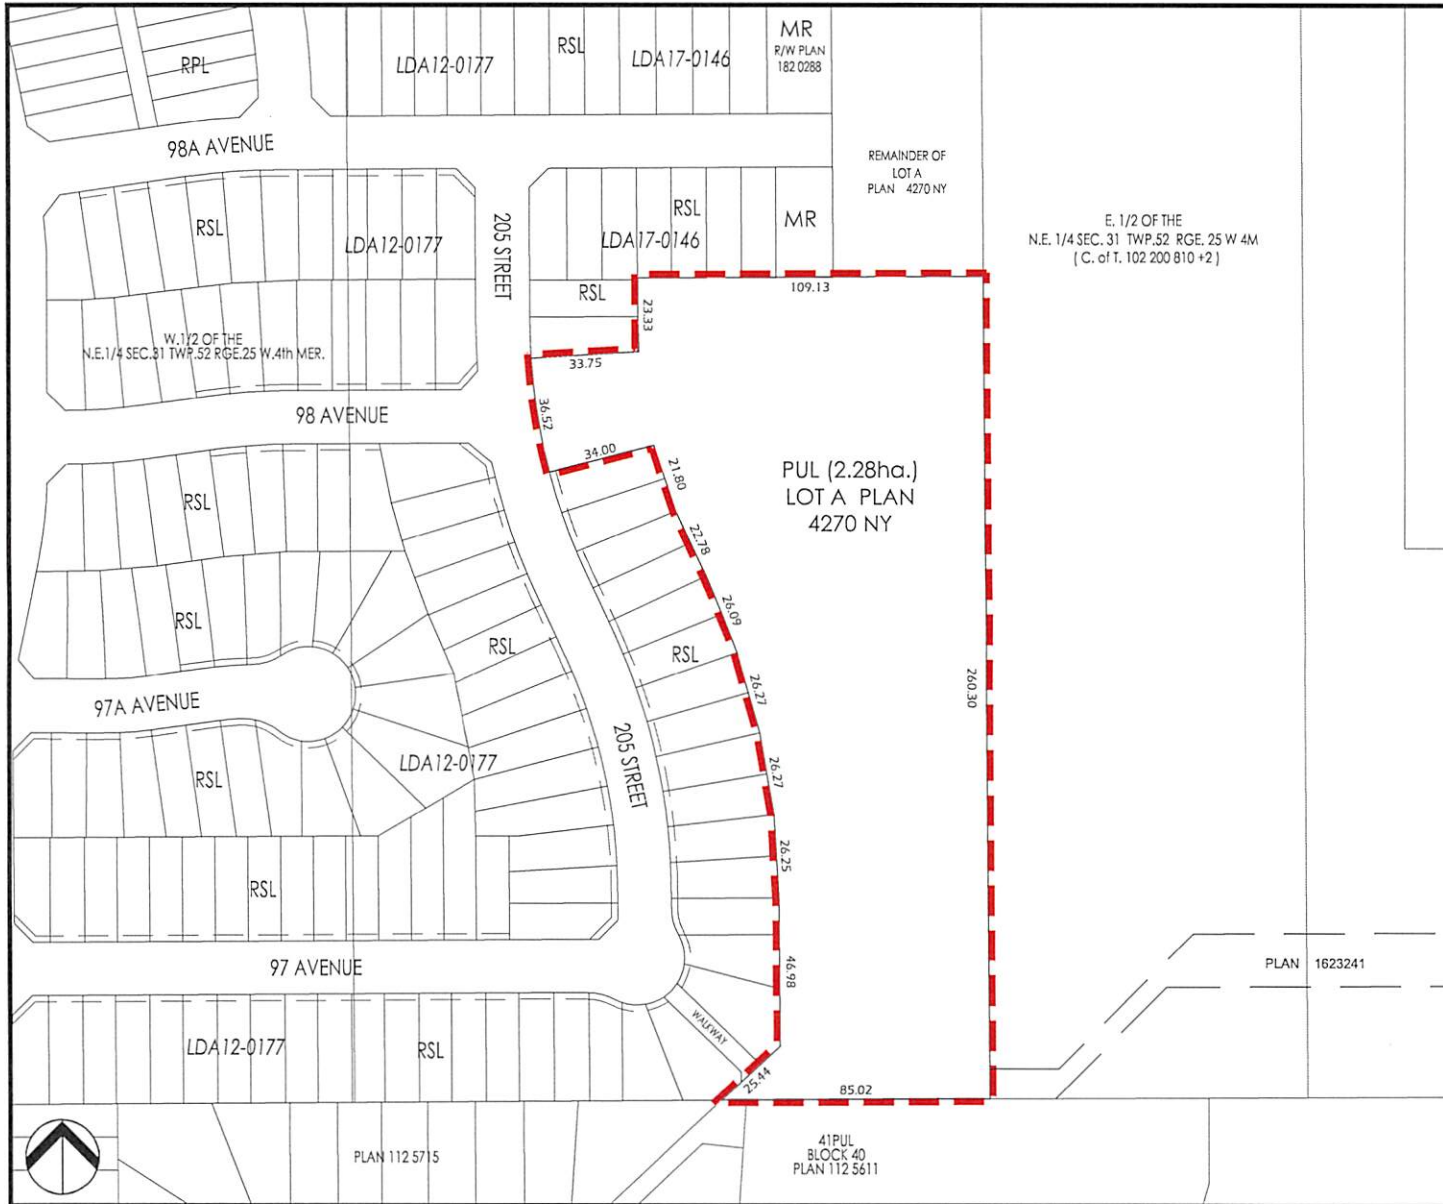 MR
R/W PLAN
182 0288
RSL
LDA12-0177
LDA17-0146
RPL
98A AVENUE
REMAINDER OF
LOT A
PLAN 4270 NY
RSL
RSL
MR
LDA12-0177
LDA17-0146
205 STREET
E. 1/2 OF THE
N.E. 1/4 SEC. 31 TWP.52 RGE. 25 W 4M
( C. of T. 102 200 810 +2 )
RSL
109.13
23.33
W.1/2 OF THE
N.E.1/4 SEC.31 TWP.52 RGE.25 W.4th MER.
33.75
98 AVENUE
36.52
34.00
21.80
PUL (2.28ha.)
LOT A PLAN
4270 NY
RSL
22.78
RSL
26.09
RSL
RSL
26.27
260.30
97A AVENUE
205 STREET
LDA12-0177
26.27
RSL
26.25
RSL
97 AVENUE
46.98
PLAN 1623241
WALKWAY
LDA12-0177
RSL
25.44
85.02
PLAN 112 5715
41PUL
BLOCK 40
PLAN 112 5611